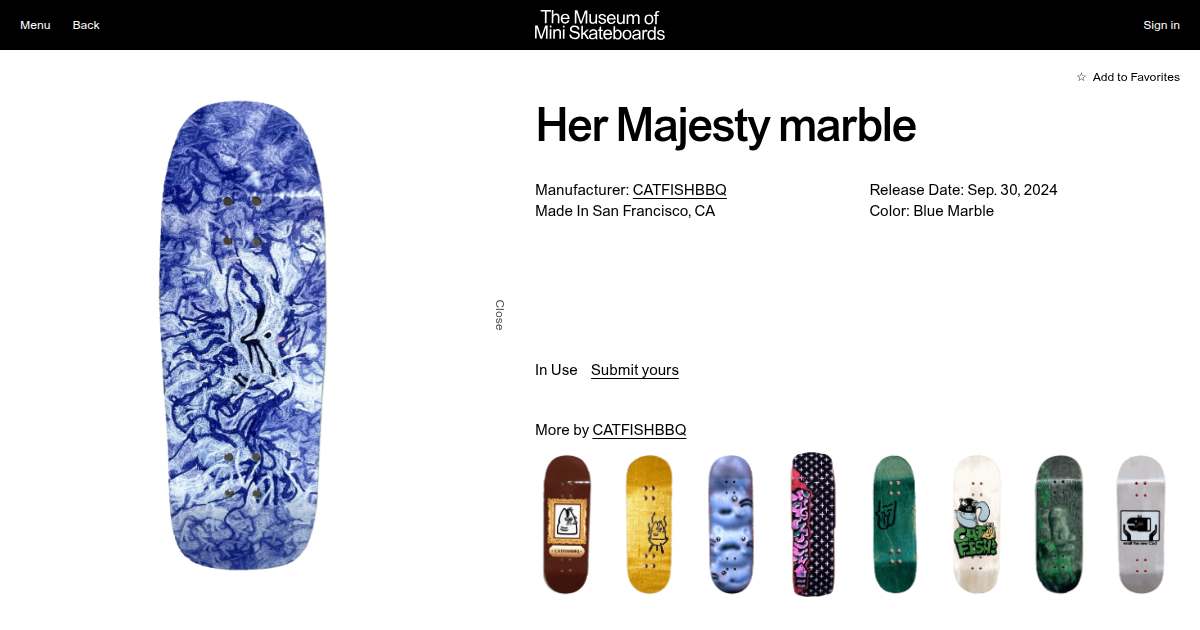 Menu
Back
The Museum of
Mini Skateboards
Sign in
☆ Add to Favorites
Her Majesty marble
Manufacturer: CATFISHBBQ
Made In San Francisco, CA
Release Date: Sep. 30, 2024
Color: Blue Marble
Close
In Use
Submit yours
More by CATFISHBBQ
CATFISHBBQ